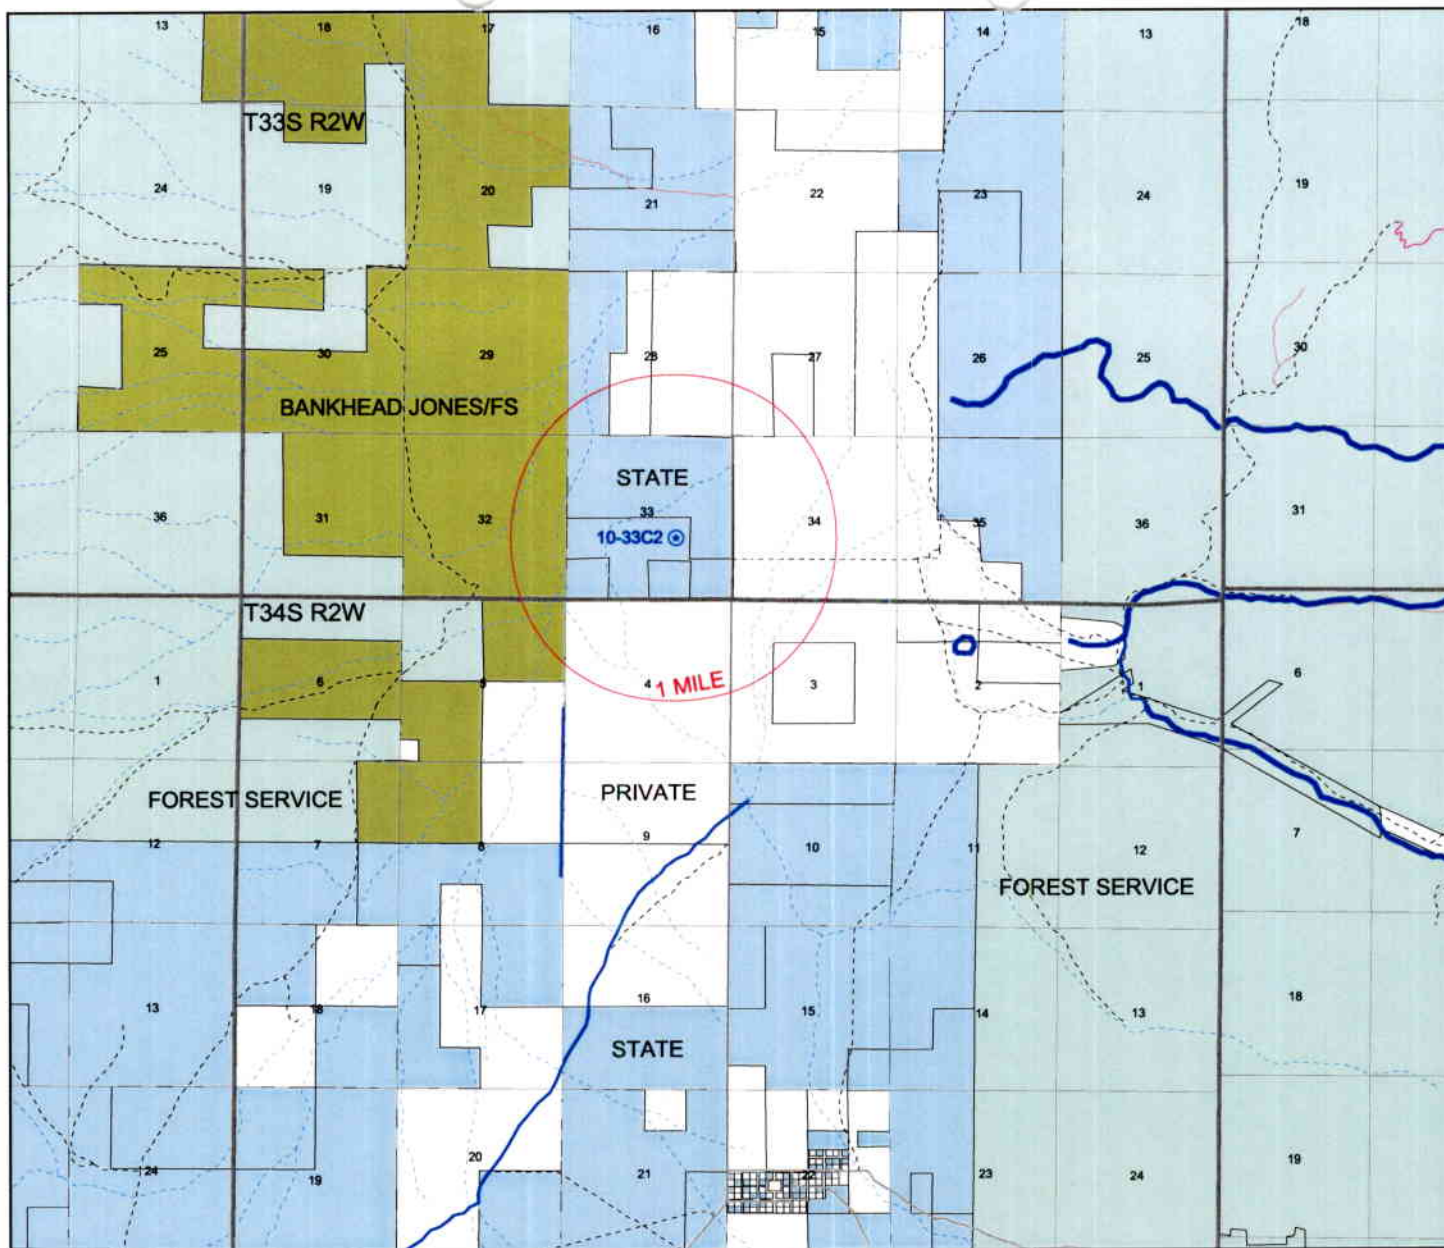 13 18 17 16 15 14 13 18
T33S R2W
24 19 20 21 22 23 24 19
25 30 29 28 27 26 25 30
BANKHEAD JONES/FS
STATE
36 31 32 33 34 35 36 31
10-33C2
T34S R2W
1 6 5 4 3 2 1 6
1 MILE
FOREST SERVICE
PRIVATE
12 7 8 9 10 11 12 7
FOREST SERVICE
13 18 17 16 15 14 13 18
STATE
24 19 20 21 22 23 24 19